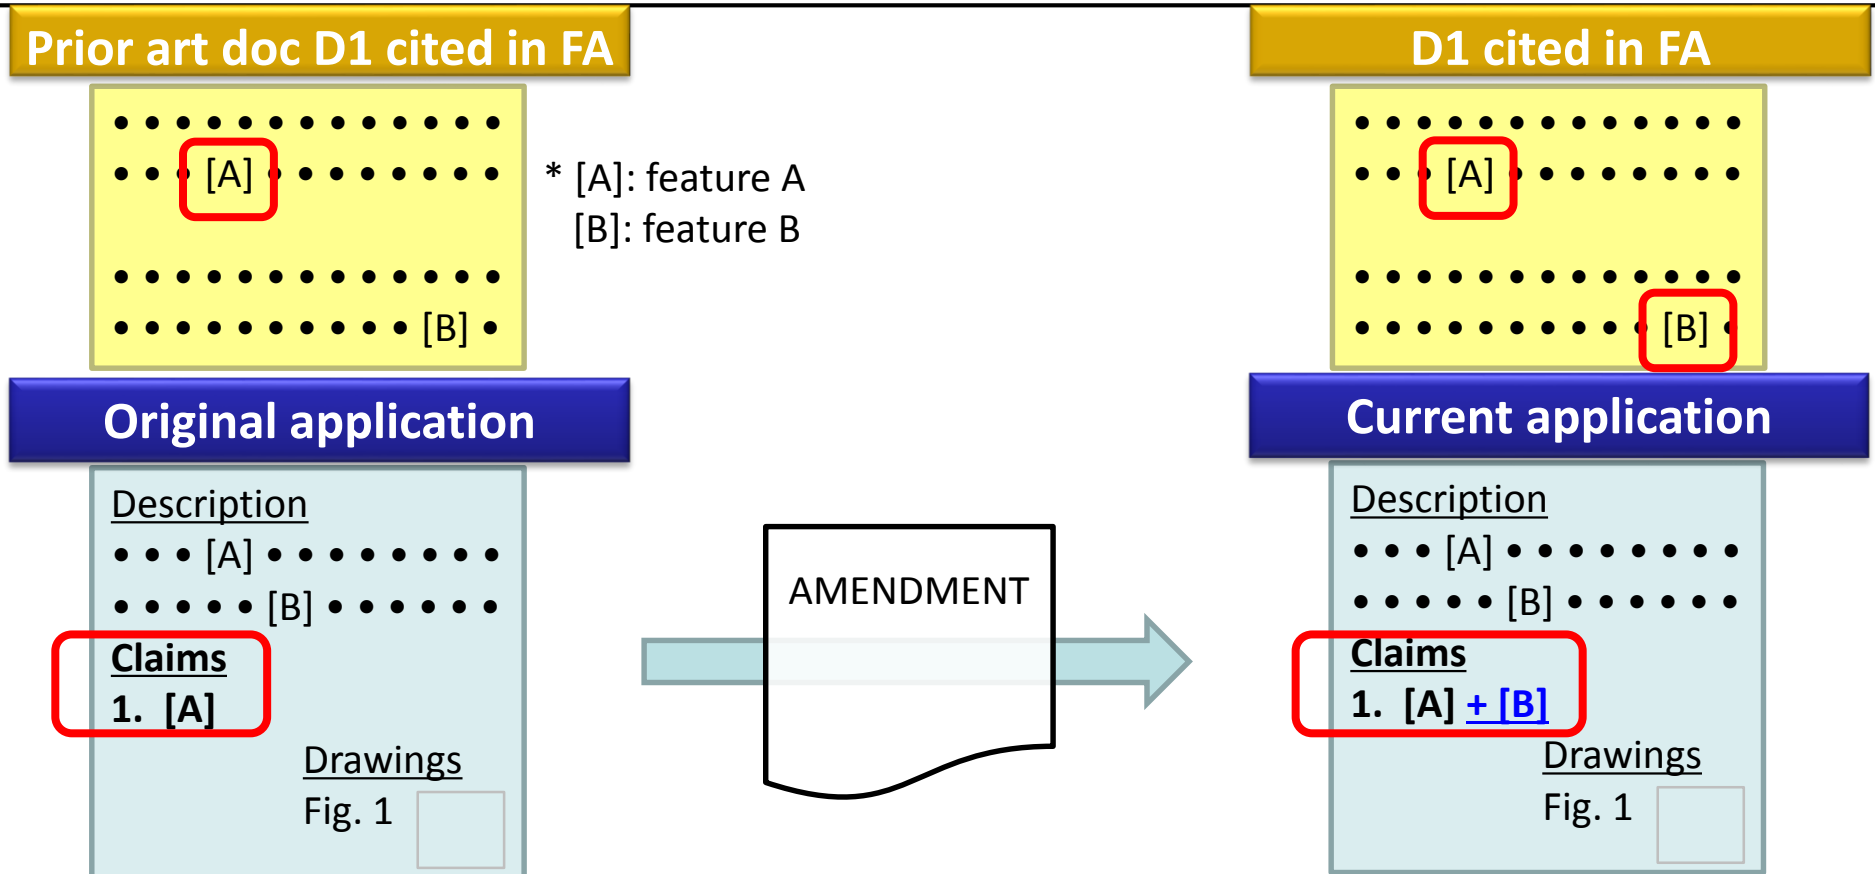 Prior art doc D1 cited in FA
• • • • • • • • • • • • •
• • • [A] • • • • • • • •
• • • • • • • • • • • • •
• • • • • • • • • • [B] •
* [A]: feature A
[B]: feature B
Original application
Description
• • • [A] • • • • • • • •
• • • • • [B] • • • • • •
Claims
1. [A]
Drawings
Fig. 1
AMENDMENT
D1 cited in FA
• • • • • • • • • • • • •
• • • [A] • • • • • • • •
• • • • • • • • • • • • •
• • • • • • • • • • [B] •
Current application
Description
• • • [A] • • • • • • • •
• • • • • [B] • • • • • •
Claims
1. [A] + [B]
Drawings
Fig. 1